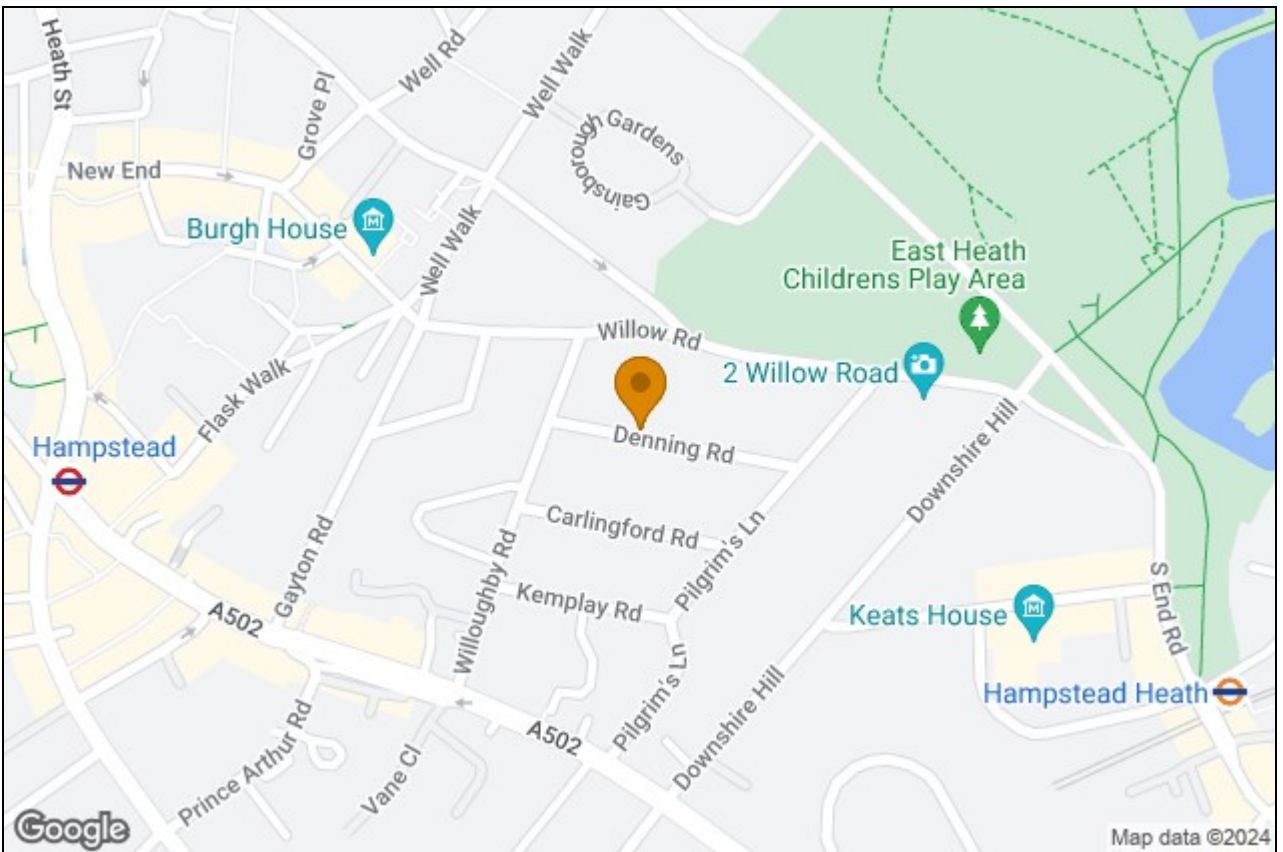 Heath St
Well Rd
Well Walk
Grove Pl
Gainsborough Gardens
New End
Burgh House
Well Walk
East Heath
Childrens Play Area
Willow Rd
2 Willow Road
Flask Walk
Hampstead
Denning Rd
Downshire Hill
Carlingford Rd
Gayton Rd
Willoughby Rd
Pilgrim's Ln
Kemplay Rd
A502
Keats House
S End Rd
Pilgrim's Ln
Downshire Hill
Hampstead Heath
A502
Prince Arthur Rd
Vane Cl
Google
Map data ©2024